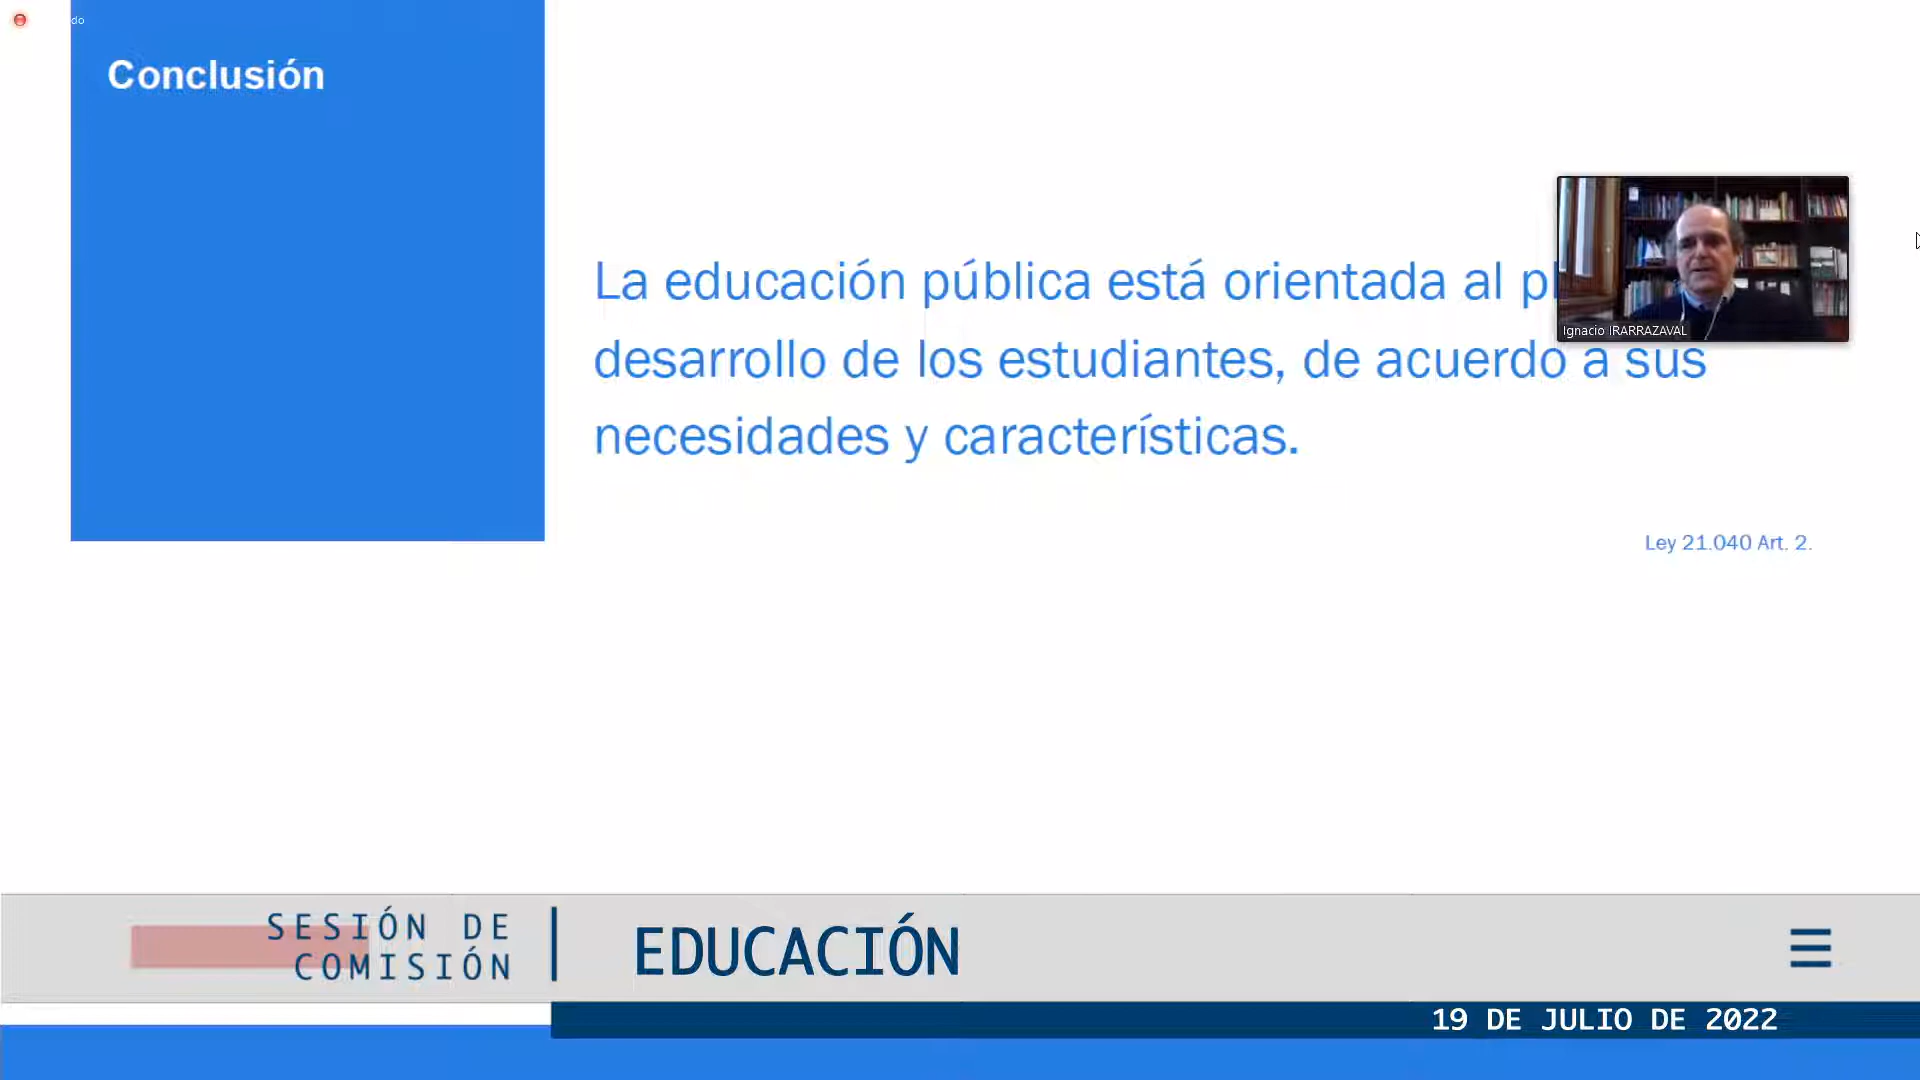 do
Conclusión
La educación pública está orientada al
desarrollo de los estudiantes, de acuerdo a sus
necesidades y características.
Ignacio IRARRAZAVAL
Ley 21.040 Art. 2.
SESIÓN DE
COMISIÓN
EDUCACIÓN
19 DE JULIO DE 2022